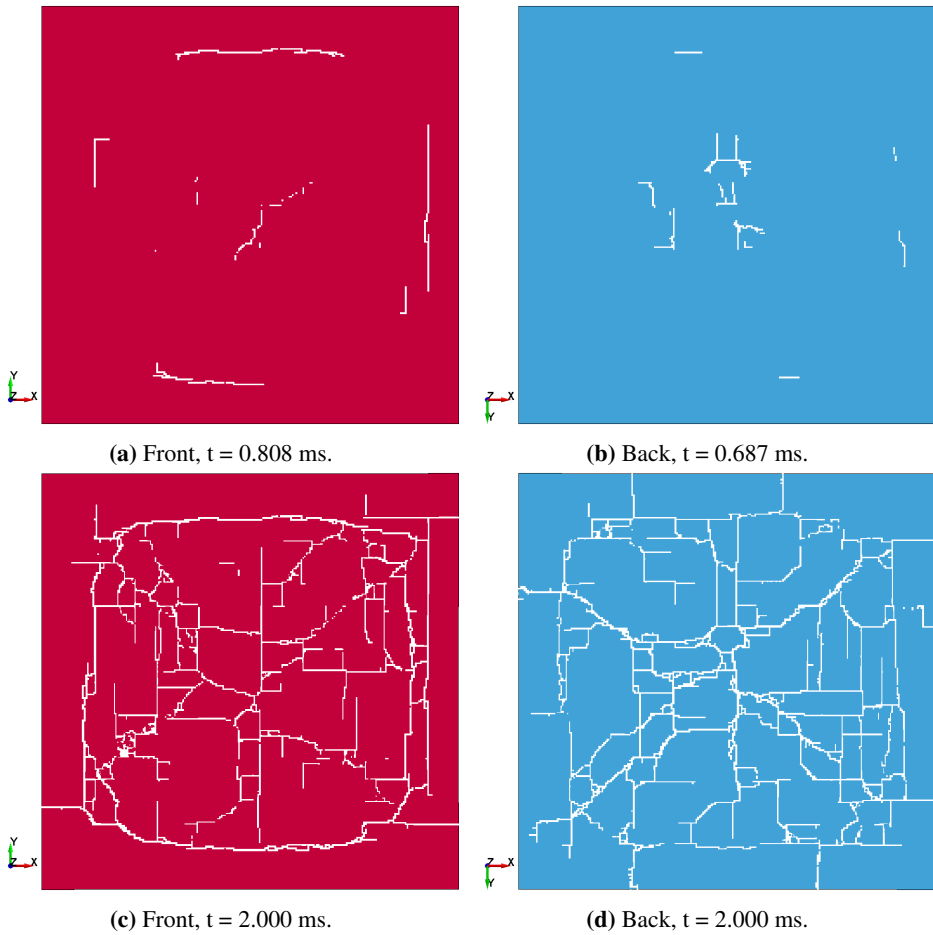 Y
Z X
(a) Front, t = 0.808 ms.
Z X
Y
(b) Back, t = 0.687 ms.
Y
Z X
(c) Front, t = 2.000 ms.
Z X
Y
(d) Back, t = 2.000 ms.